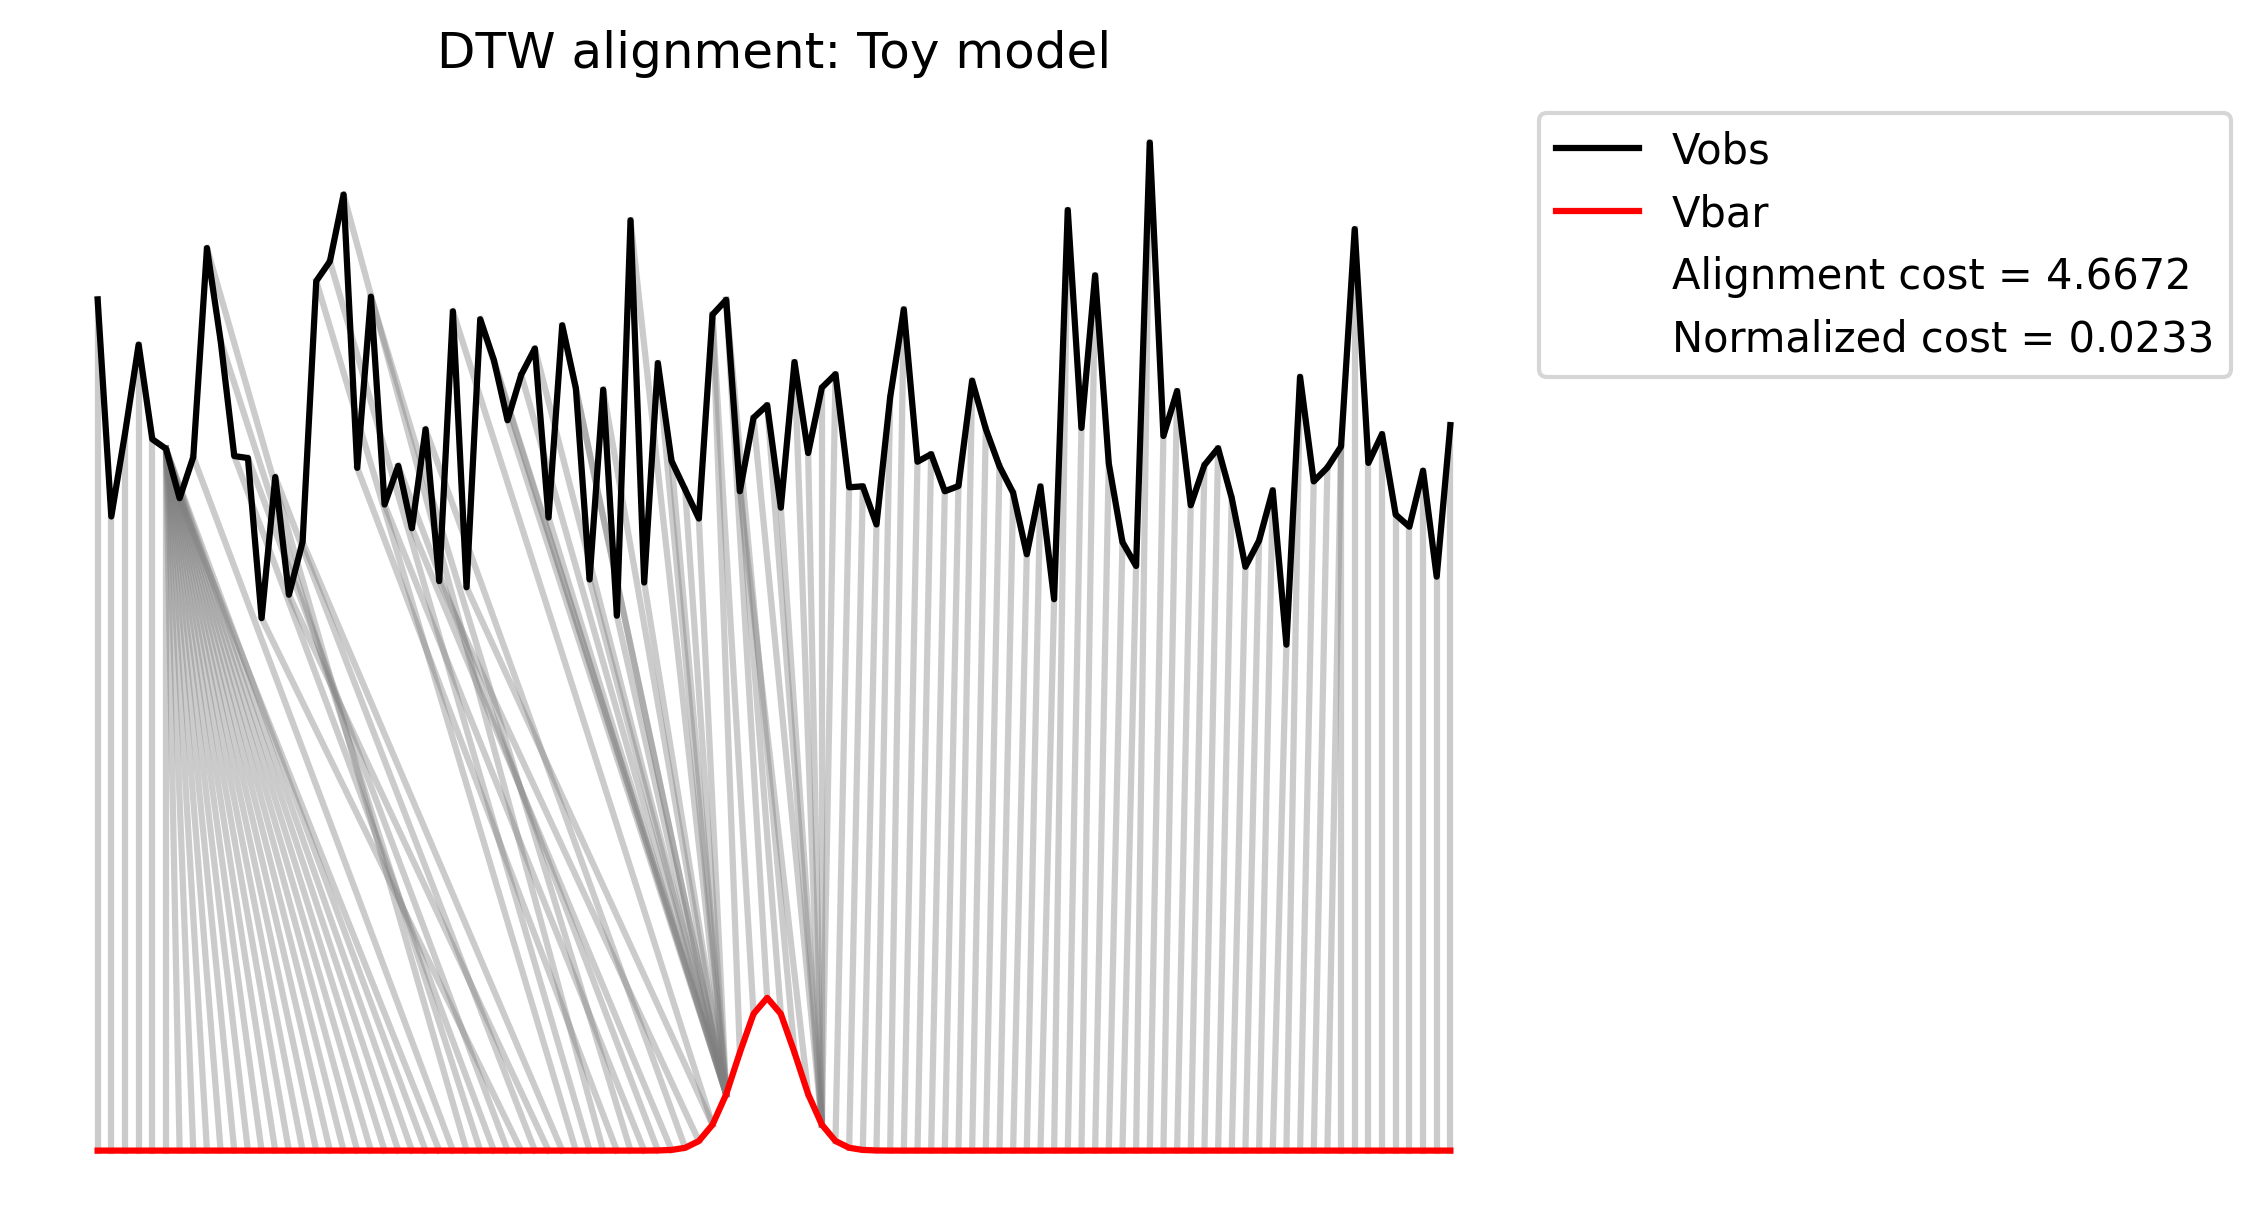 DTW alignment: Toy model
Vobs
Vbar
Alignment cost = 4.6672
Normalized cost = 0.0233